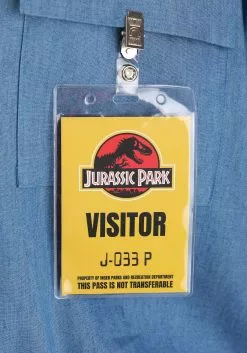 JURASSIC PARK
VISITOR
J-033 P
PROPERTY OF INGEN PARKS AND RECREATION DEPARTMENT
THIS PASS IS NOT TRANSFERABLE